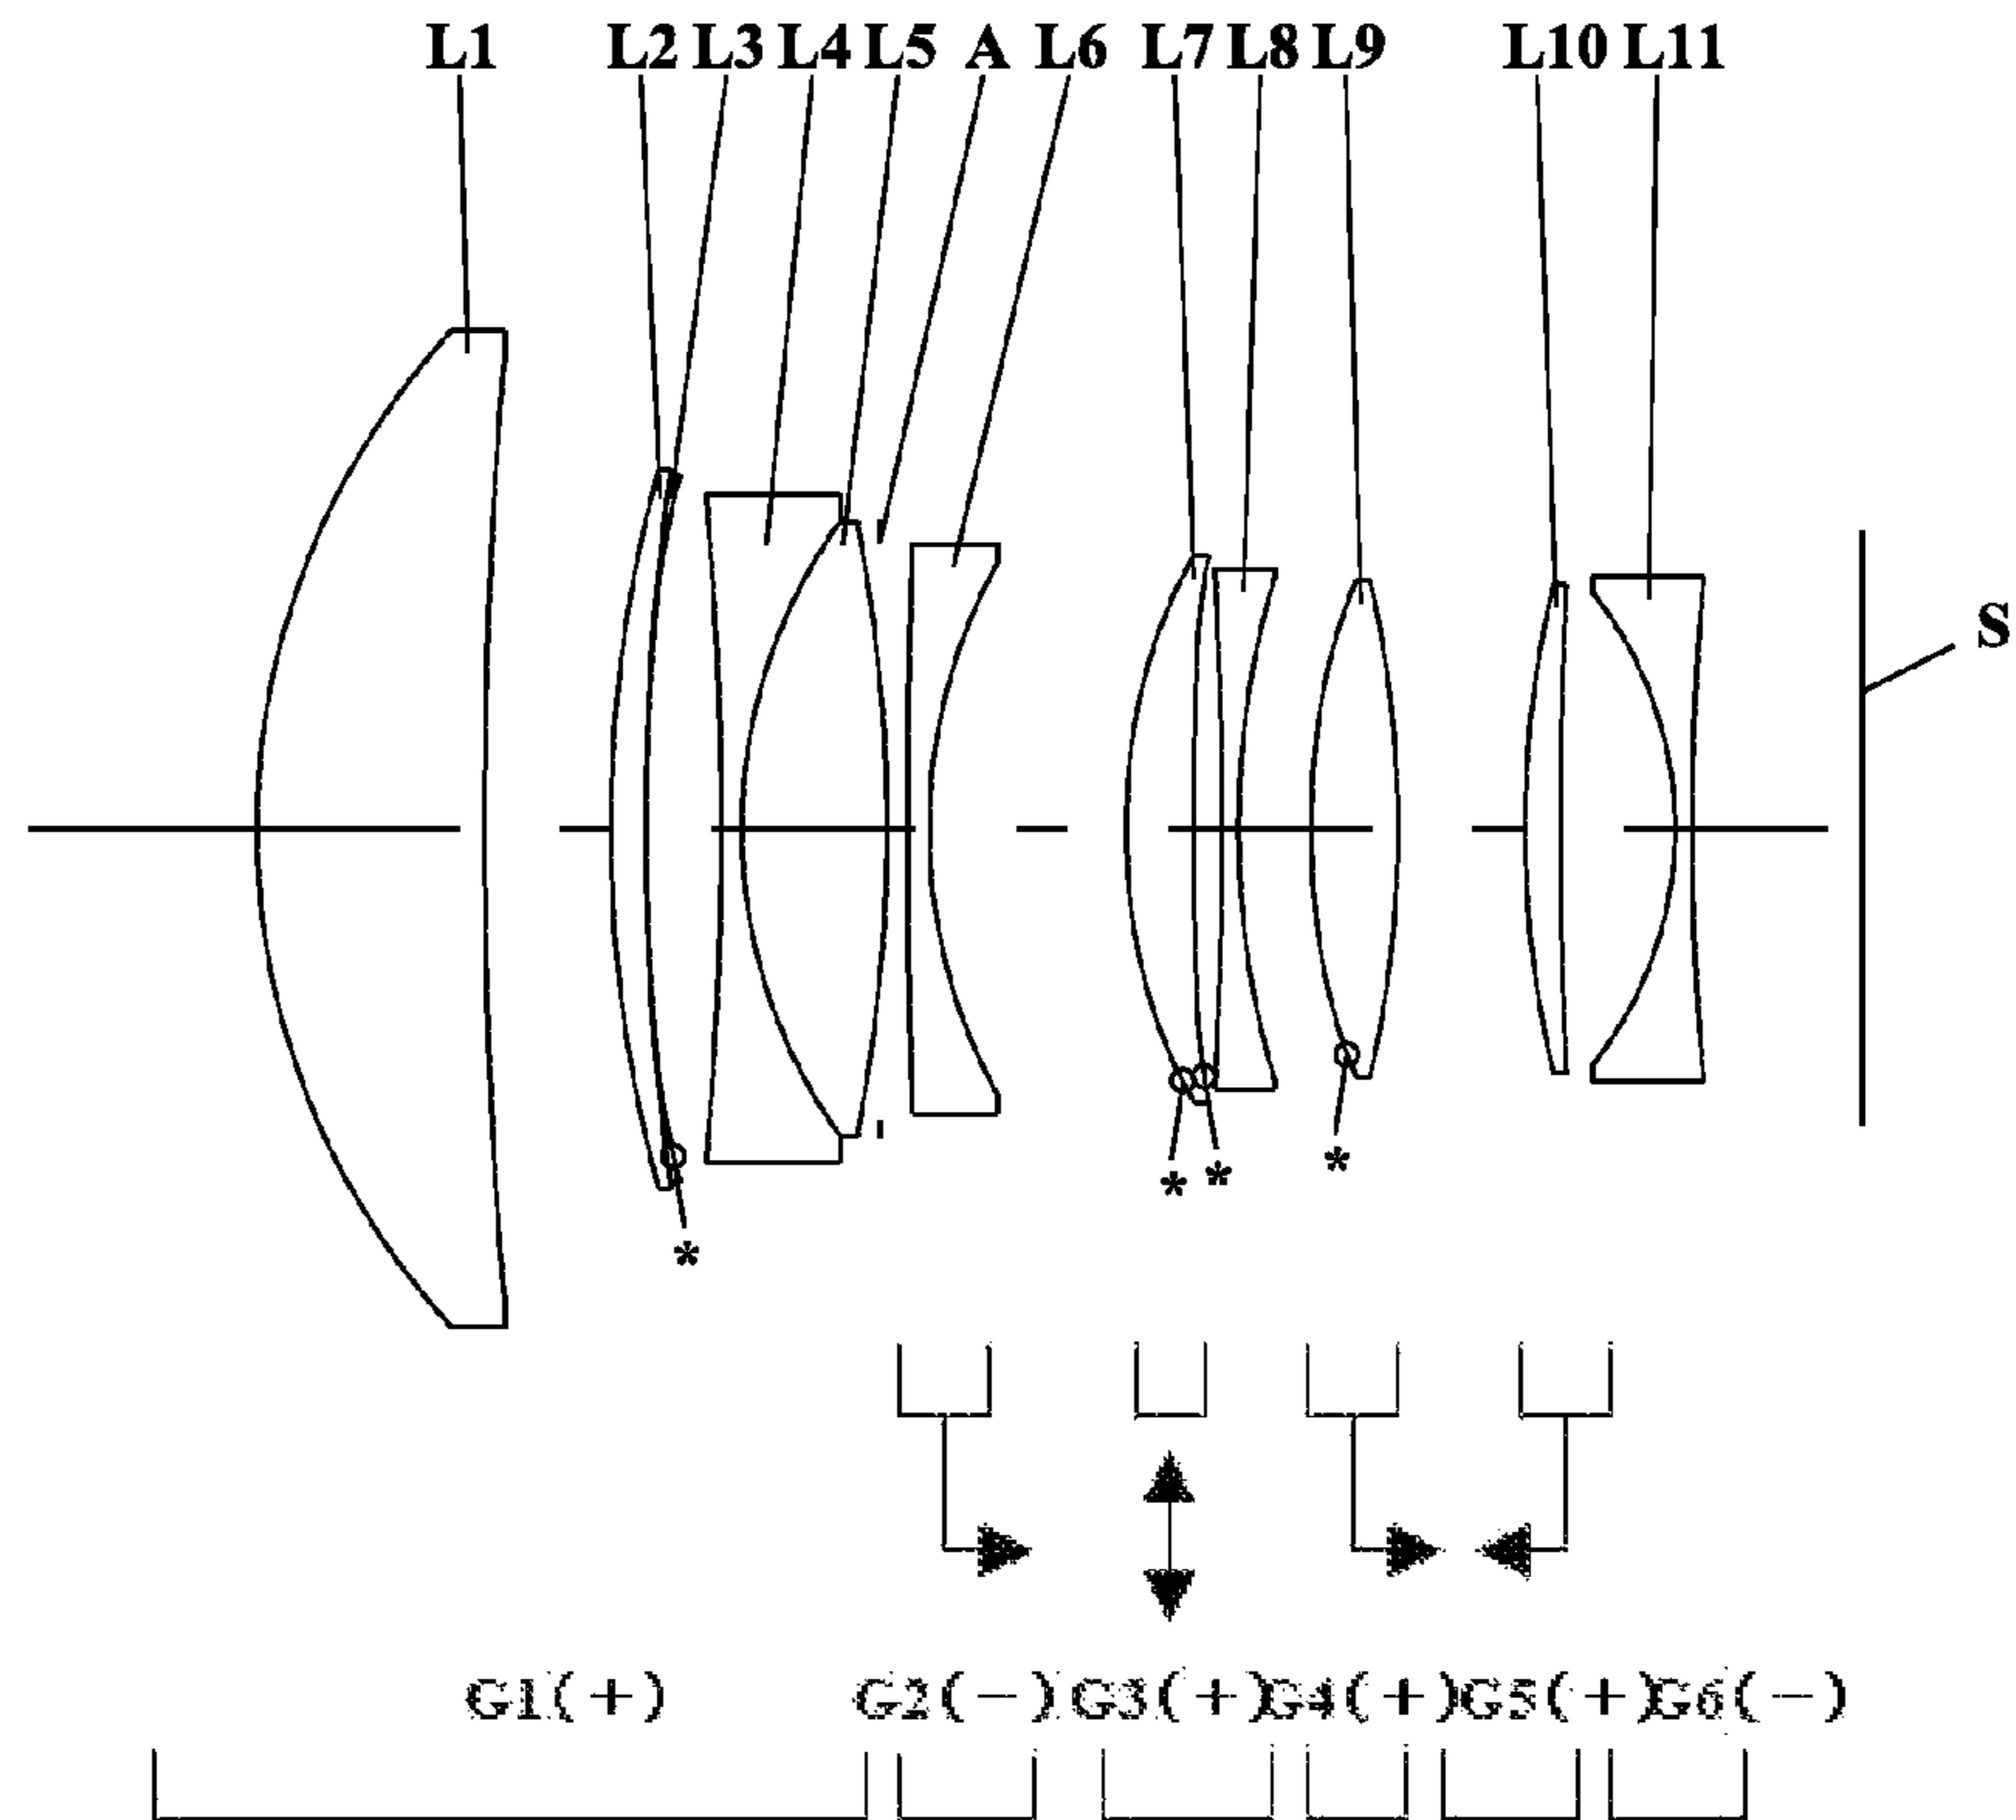 L1 L2 L3 L4 L5 A L6 L7 L8 L9 L10 L11
S
* *
*
*
G1(+) G2(−) G3(+) G4(+) G5(+) G6(−)